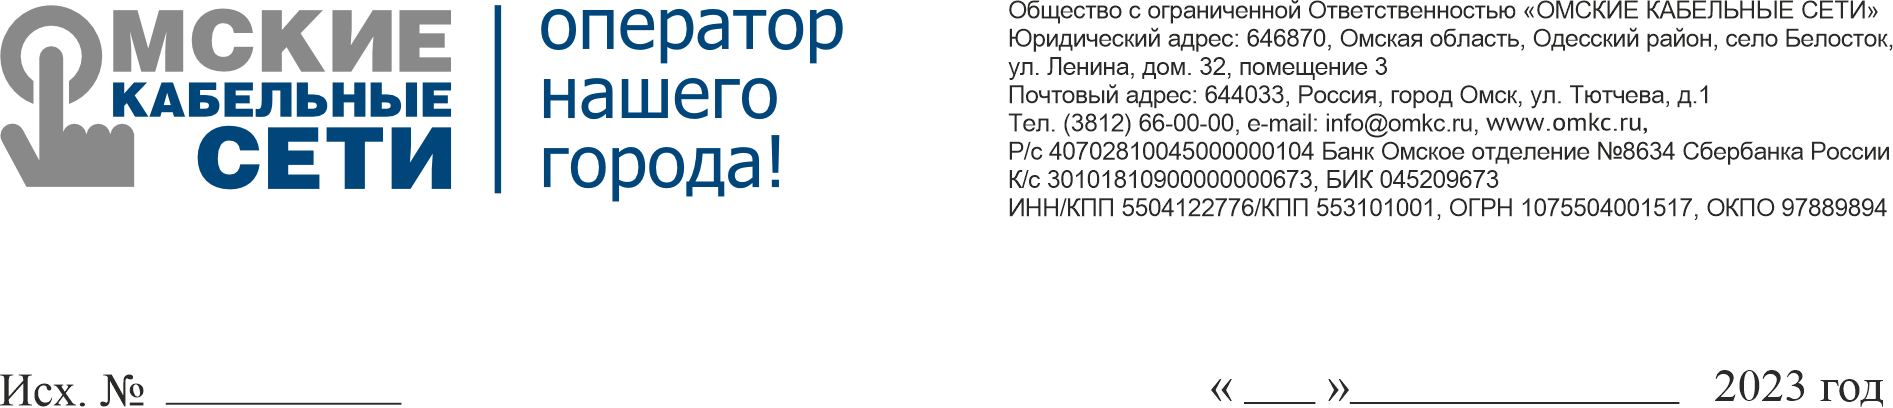 ОМСКИЕ
КАБЕЛЬНЫЕ
СЕТИ
оператор
нашего
города!
Общество с ограниченной Ответственностью «ОМСКИЕ КАБЕЛЬНЫЕ СЕТИ»
Юридический адрес: 646870, Омская область, Одесский район, село Белосток,
ул. Ленина, дом. 32, помещение 3
Почтовый адрес: 644033, Россия, город Омск, ул. Тютчева, д.1
Тел. (3812) 66-00-00, e-mail: info@omkc.ru, www.omkc.ru,
Р/с 40702810045000000104 Банк Омское отделение №8634 Сбербанка России
К/с 30101810900000000673, БИК 045209673
ИНН/КПП 5504122776/КПП 553101001, ОГРН 1075504001517, ОКПО 97889894
Исх. № __________ « ___ »______________ 2023 год